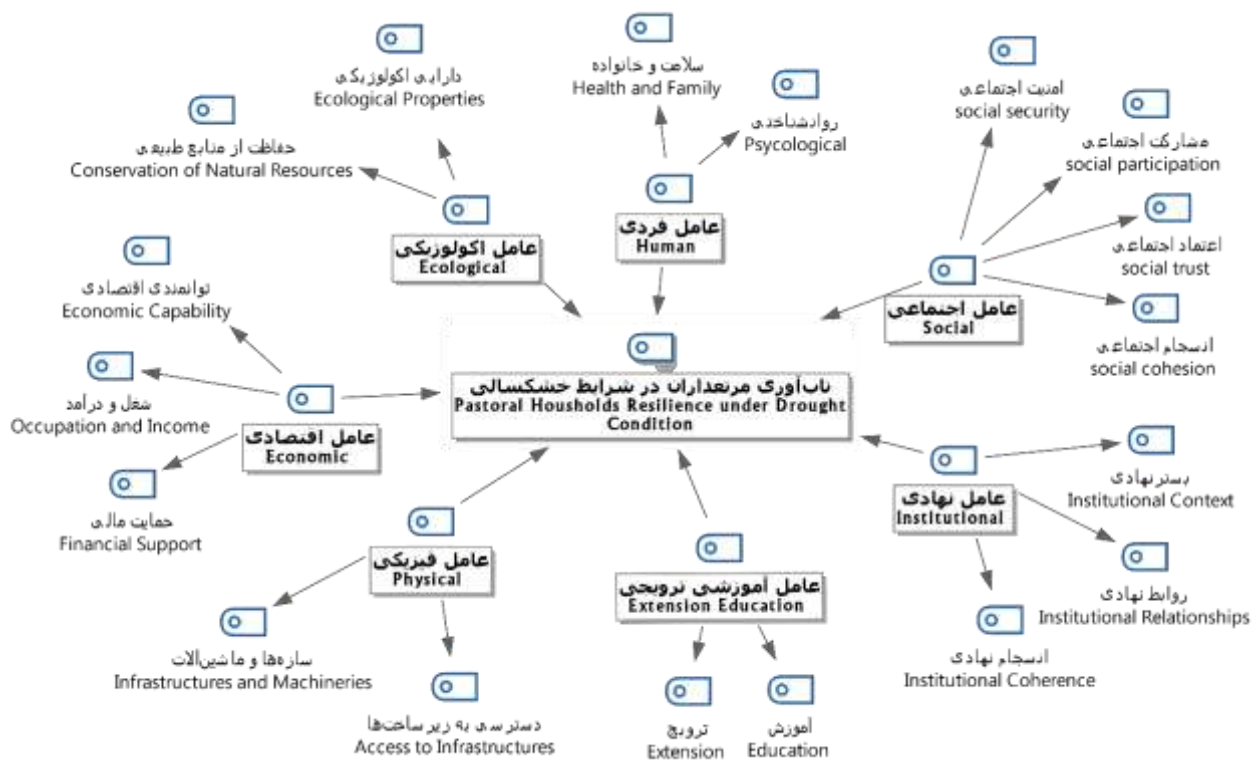 سلامت و خانواده
Health and Family
دارایی اکولوژیکی
Ecological Properties
روانشناختی
Psycological
امنیت اجتماعی
social security
حفاظت از منابع طبیعی
Conservation of Natural Resources
مشارکت اجتماعی
social participation
عامل فردی
Human
عامل اکولوژیکی
Ecological
اعتماد اجتماعی
social trust
توانمندی اقتصادی
Economic Capability
عامل اجتماعی
Social
انسجام اجتماعی
social cohesion
تاب‌آوری مرتعداران در شرایط خشکسالی
Pastoral Housholds Resilience under Drought
Condition
شغل و درآمد
Occupation and Income
عامل اقتصادی
Economic
بستر نهادی
Institutional Context
عامل نهادی
Institutional
حمایت مالی
Financial Support
عامل فیزیکی
Physical
عامل آموزشی ترویجی
Extension Education
روابط نهادی
Institutional Relationships
سازه‌ها و ماشین‌آلات
Infrastructures and Machineries
انسجام نهادی
Institutional Coherence
دسترسی به زیرساخت‌ها
Access to Infrastructures
ترویج
Extension
آموزش
Education